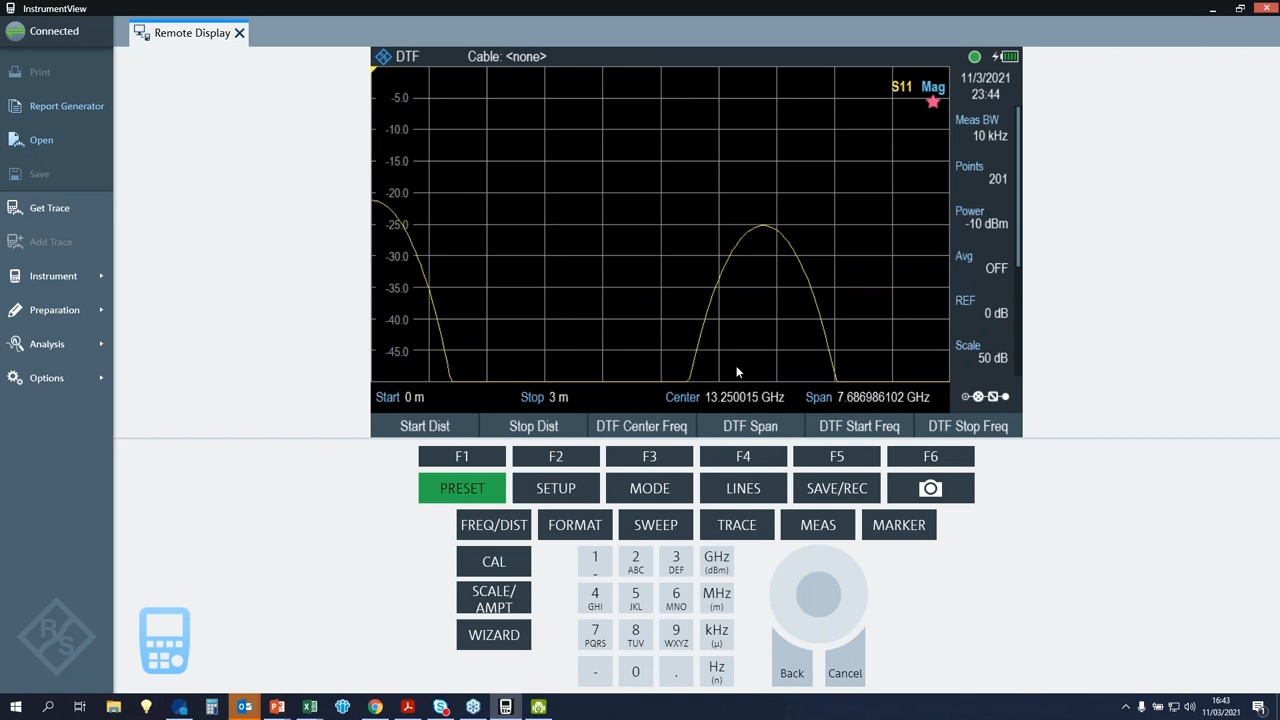 InstrumentView
Connected
Remote Display
Print
Report Generator
Open
Save
Get Trace
Add Trace
Instrument
Preparation
Analysis
Options
R S
DTF Cable: <none>
11/3/2021
23:44
S11 Mag
-5.0
-10.0
-15.0
-20.0
-25.0
-30.0
-35.0
-40.0
-45.0
Meas BW
10 kHz
Points
201
Power
-10 dBm
Avg
OFF
REF
0 dB
Scale
50 dB
Start 0 m Stop 3 m Center 13.250015 GHz Span 7.686986102 GHz
Start Dist Stop Dist DTF Center Freq DTF Span DTF Start Freq DTF Stop Freq
F1 F2 F3 F4 F5 F6
PRESET SETUP MODE LINES SAVE/REC
FREQ/DIST FORMAT SWEEP TRACE MEAS MARKER
CAL
SCALE/
AMPT
WIZARD
1 2 3 GHz
_ ABC DEF (dBm)
4 5 6 MHz
GHI JKL MNO (m)
7 8 9 kHz
PQRS TUV WXYZ (µ)
- 0 . Hz
(n)
Back Cancel
16:43
11/03/2021
1